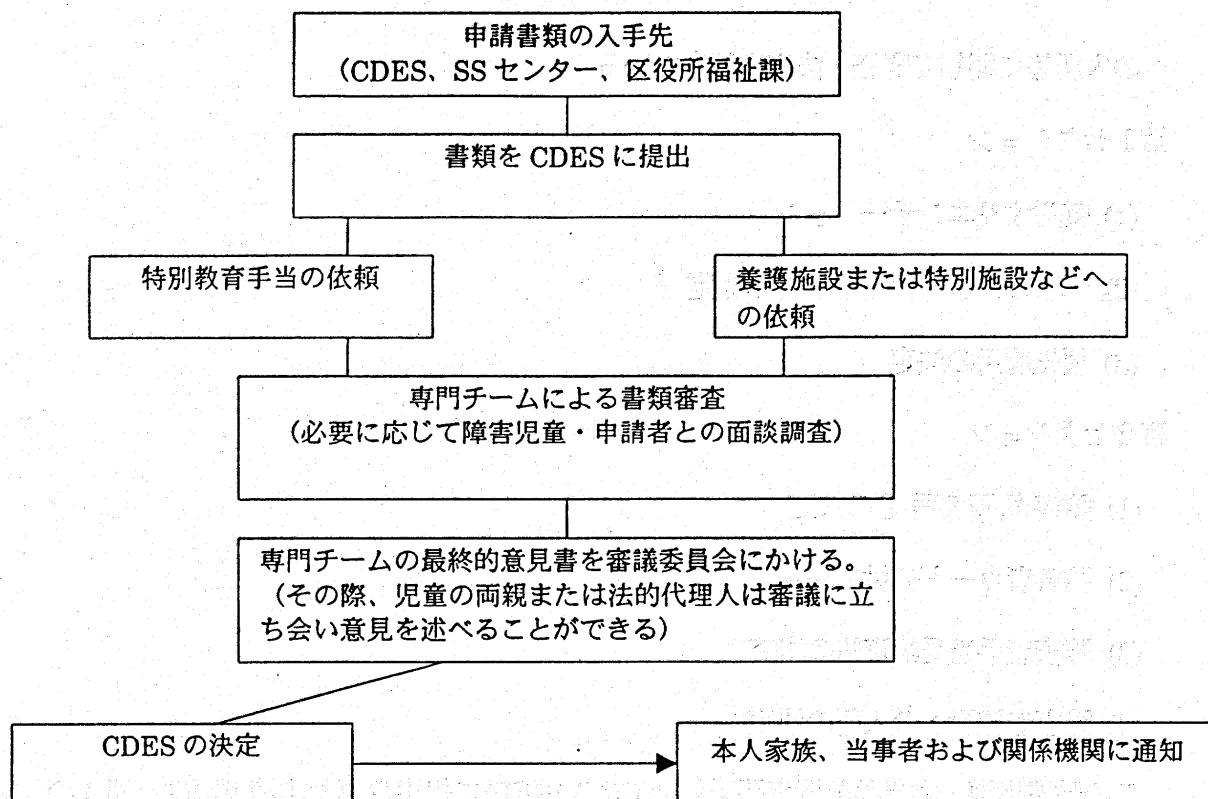 申請書類の入手先
（CDES、SS センター、区役所福祉課）
書類を CDES に提出
特別教育手当の依頼
養護施設または特別施設などへ
の依頼
専門チームによる書類審査
（必要に応じて障害児童・申請者との面談調査）
専門チームの最終的意見書を審議委員会にかける。
（その際、児童の両親または法的代理人は審議に立
ち会い意見を述べることができる）
CDES の決定
本人家族、当事者および関係機関に通知